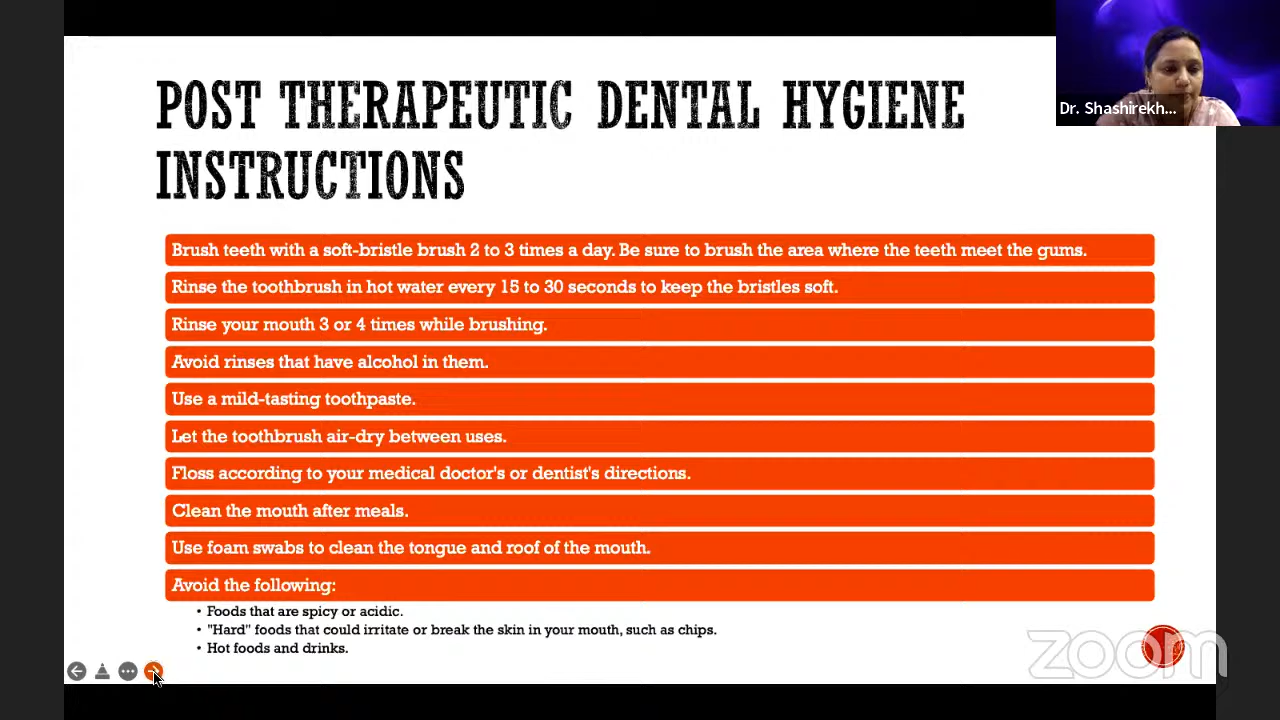 POST THERAPEUTIC DENTAL HYGIENE
INSTRUCTIONS
Dr. Shashirekh...
Brush teeth with a soft-bristle brush 2 to 3 times a day. Be sure to brush the area where the teeth meet the gums.
Rinse the toothbrush in hot water every 15 to 30 seconds to keep the bristles soft.
Rinse your mouth 3 or 4 times while brushing.
Avoid rinses that have alcohol in them.
Use a mild-tasting toothpaste.
Let the toothbrush air-dry between uses.
Floss according to your medical doctor's or dentist's directions.
Clean the mouth after meals.
Use foam swabs to clean the tongue and roof of the mouth.
Avoid the following:
• Foods that are spicy or acidic.
• "Hard" foods that could irritate or break the skin in your mouth, such as chips.
• Hot foods and drinks.
zoom